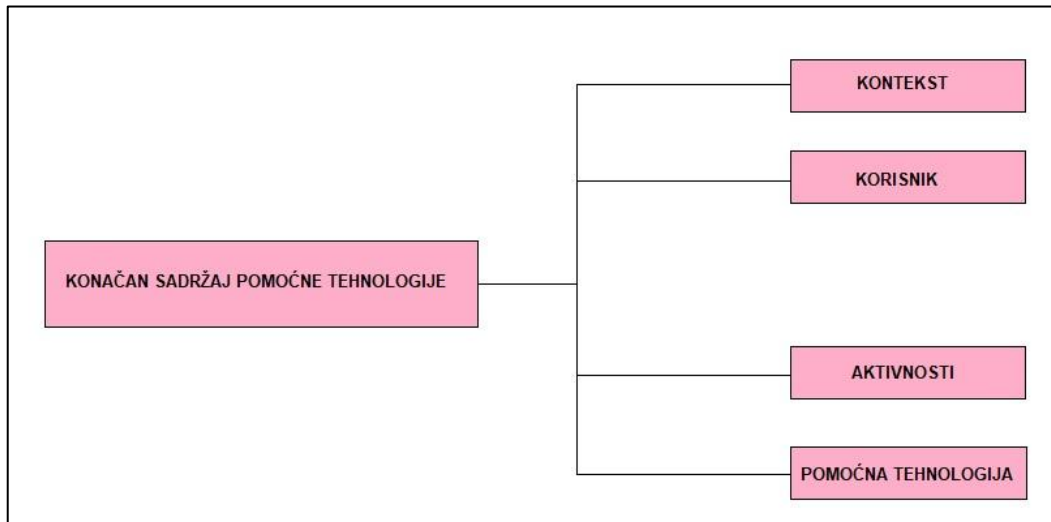 KONTEKST
KORISNIK
KONAČAN SADRŽAJ POMOĆNE TEHNOLOGIJE
AKTIVNOSTI
POMOĆNA TEHNOLOGIJA